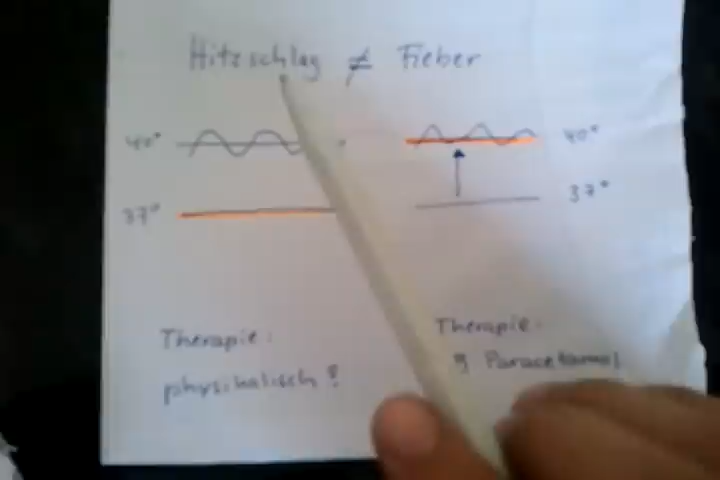 Hitzschlag ≠ Fieber
40° 40°
37° 37°
Therapie: Therapie:
physikalisch! Paracetamol